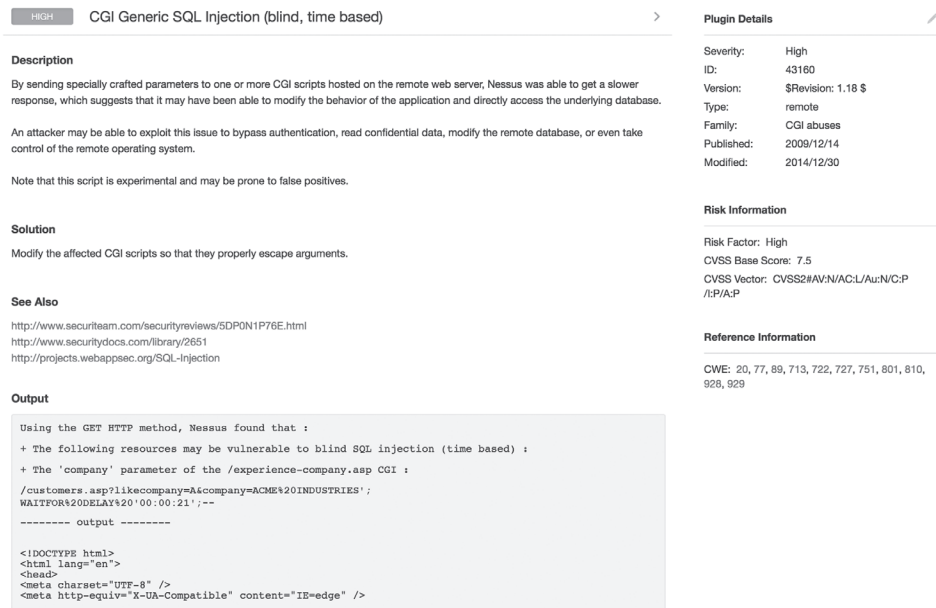 HIGH
CGI Generic SQL Injection (blind, time based)
Description
By sending specially crafted parameters to one or more CGI scripts hosted on the remote web server, Nessus was able to get a slower
response, which suggests that it may have been able to modify the behavior of the application and directly access the underlying database.
An attacker may be able to exploit this issue to bypass authentication, read confidential data, modify the remote database, or even take
control of the remote operating system.
Note that this script is experimental and may be prone to false positives.
Solution
Modify the affected CGI scripts so that they properly escape arguments.
See Also
http://www.securiteam.com/securityreviews/5DP0N1P76E.html
http://www.securitydocs.com/library/2651
http://projects.webappsec.org/SQL-Injection
Output
Using the GET HTTP method, Nessus found that :
+ The following resources may be vulnerable to blind SQL injection (time based) :
+ The 'company' parameter of the /experience-company.asp CGI :
/customers.asp?likecompany=A&company=ACME%20INDUSTRIES';
WAITFOR%20DELAY%20'00:00:21';--
-------- output --------
<!DOCTYPE html>
<html lang="en">
<head>
<meta charset="UTF-8" />
<meta http-equiv="X-UA-Compatible" content="IE=edge" />
Plugin Details
Severity: High
ID: 43160
Version: $Revision: 1.18 $
Type: remote
Family: CGI abuses
Published: 2009/12/14
Modified: 2014/12/30
Risk Information
Risk Factor: High
CVSS Base Score: 7.5
CVSS Vector: CVSS2#AV:N/AC:L/Au:N/C:P
/I:P/A:P
Reference Information
CWE: 20, 77, 89, 713, 722, 727, 751, 801, 810,
928, 929